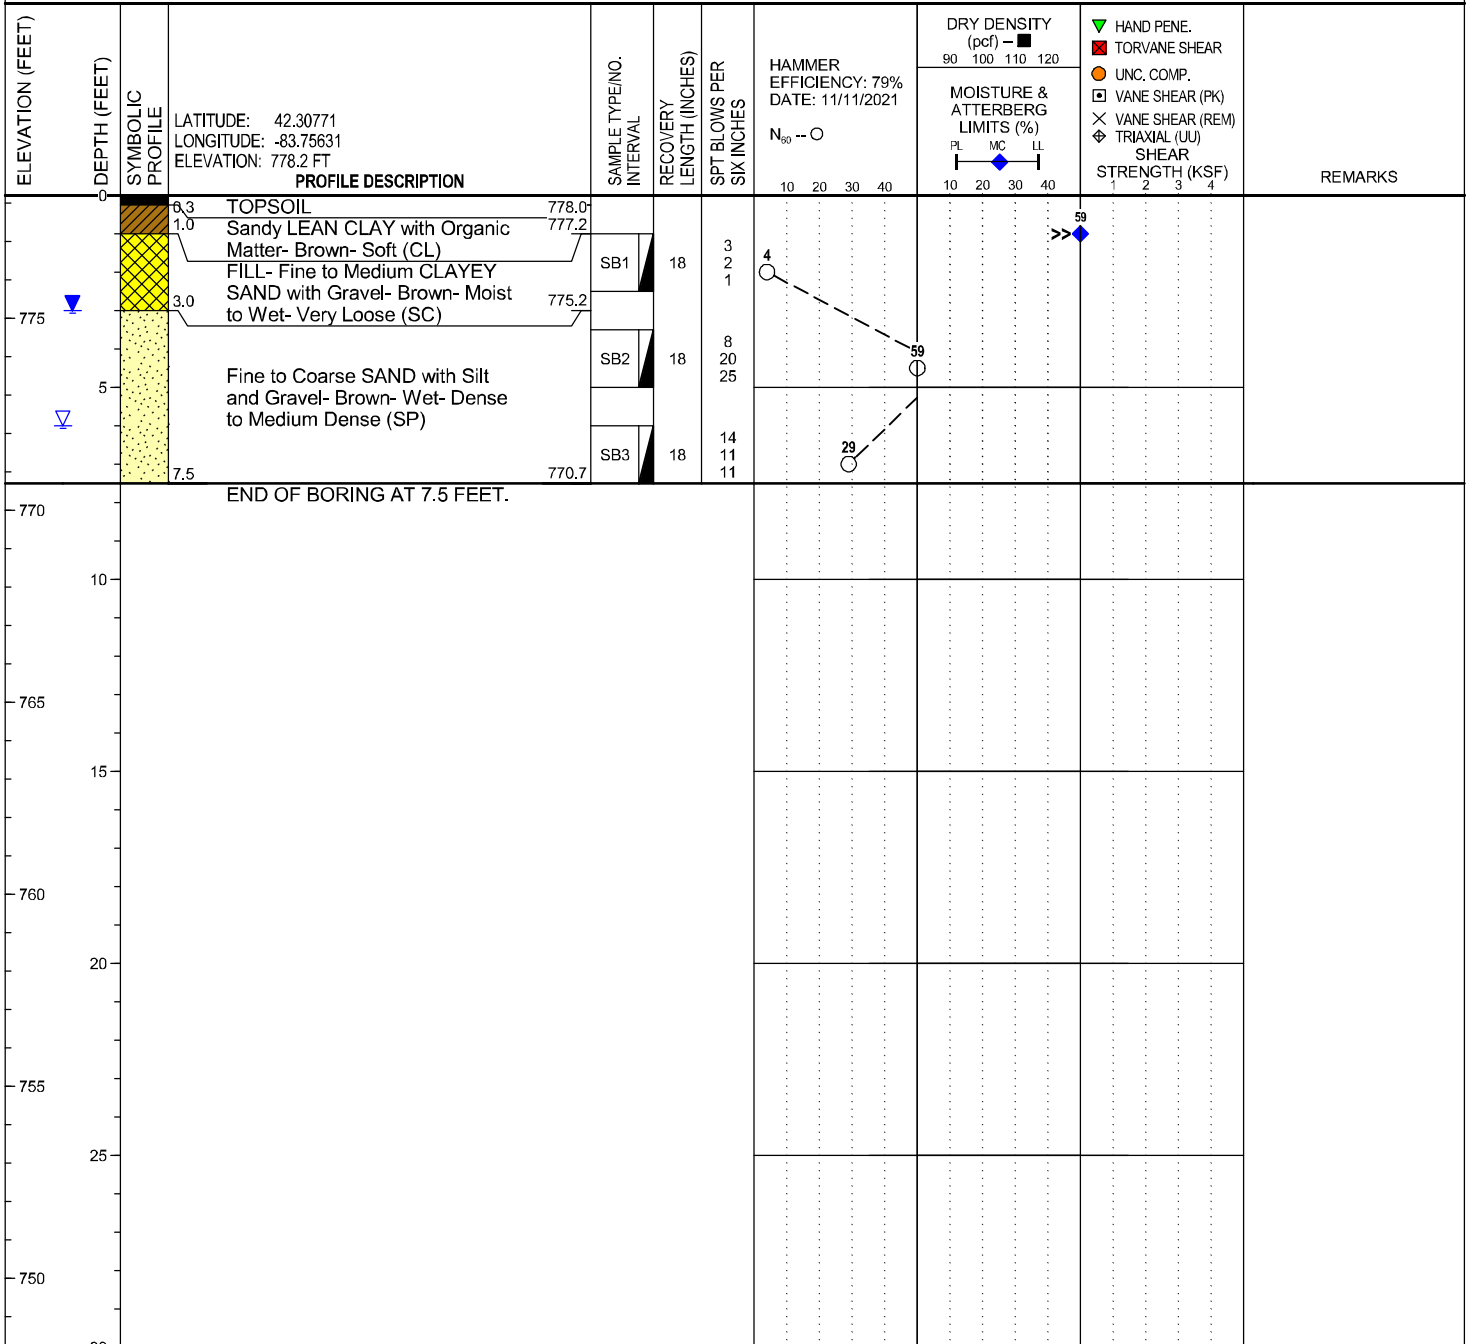 ELEVATION (FEET)
DEPTH (FEET)
SYMBOLIC
PROFILE
LATITUDE: 42.30771
LONGITUDE: -83.75631
ELEVATION: 778.2 FT
PROFILE DESCRIPTION
SAMPLE TYPE/NO.
INTERVAL
RECOVERY
LENGTH (INCHES)
SPT BLOWS PER
SIX INCHES
HAMMER
EFFICIENCY: 79%
DATE: 11/11/2021
N60 -- O
10 20 30 40
DRY DENSITY
(pcf) –
90 100 110 120
MOISTURE &
ATTERBERG
LIMITS (%)
PL MC LL
10 20 30 40
HAND PENE.
TORVANE SHEAR
UNC. COMP.
VANE SHEAR (PK)
VANE SHEAR (REM)
TRIAXIAL (UU)
SHEAR
STRENGTH (KSF)
1 2 3 4
REMARKS
0
0.3 TOPSOIL 778.0
1.0 Sandy LEAN CLAY with Organic 777.2
Matter- Brown- Soft (CL)
FILL- Fine to Medium CLAYEY
SAND with Gravel- Brown- Moist
3.0 775.2
to Wet- Very Loose (SC)
Fine to Coarse SAND with Silt
and Gravel- Brown- Wet- Dense
to Medium Dense (SP)
7.5 770.7
END OF BORING AT 7.5 FEET.
SB1 18
3
2
1
4
>>
59
SB2 18
8
20
25
59
SB3 18
14
11
11
29
775
5
770
10
765
15
760
20
755
25
750